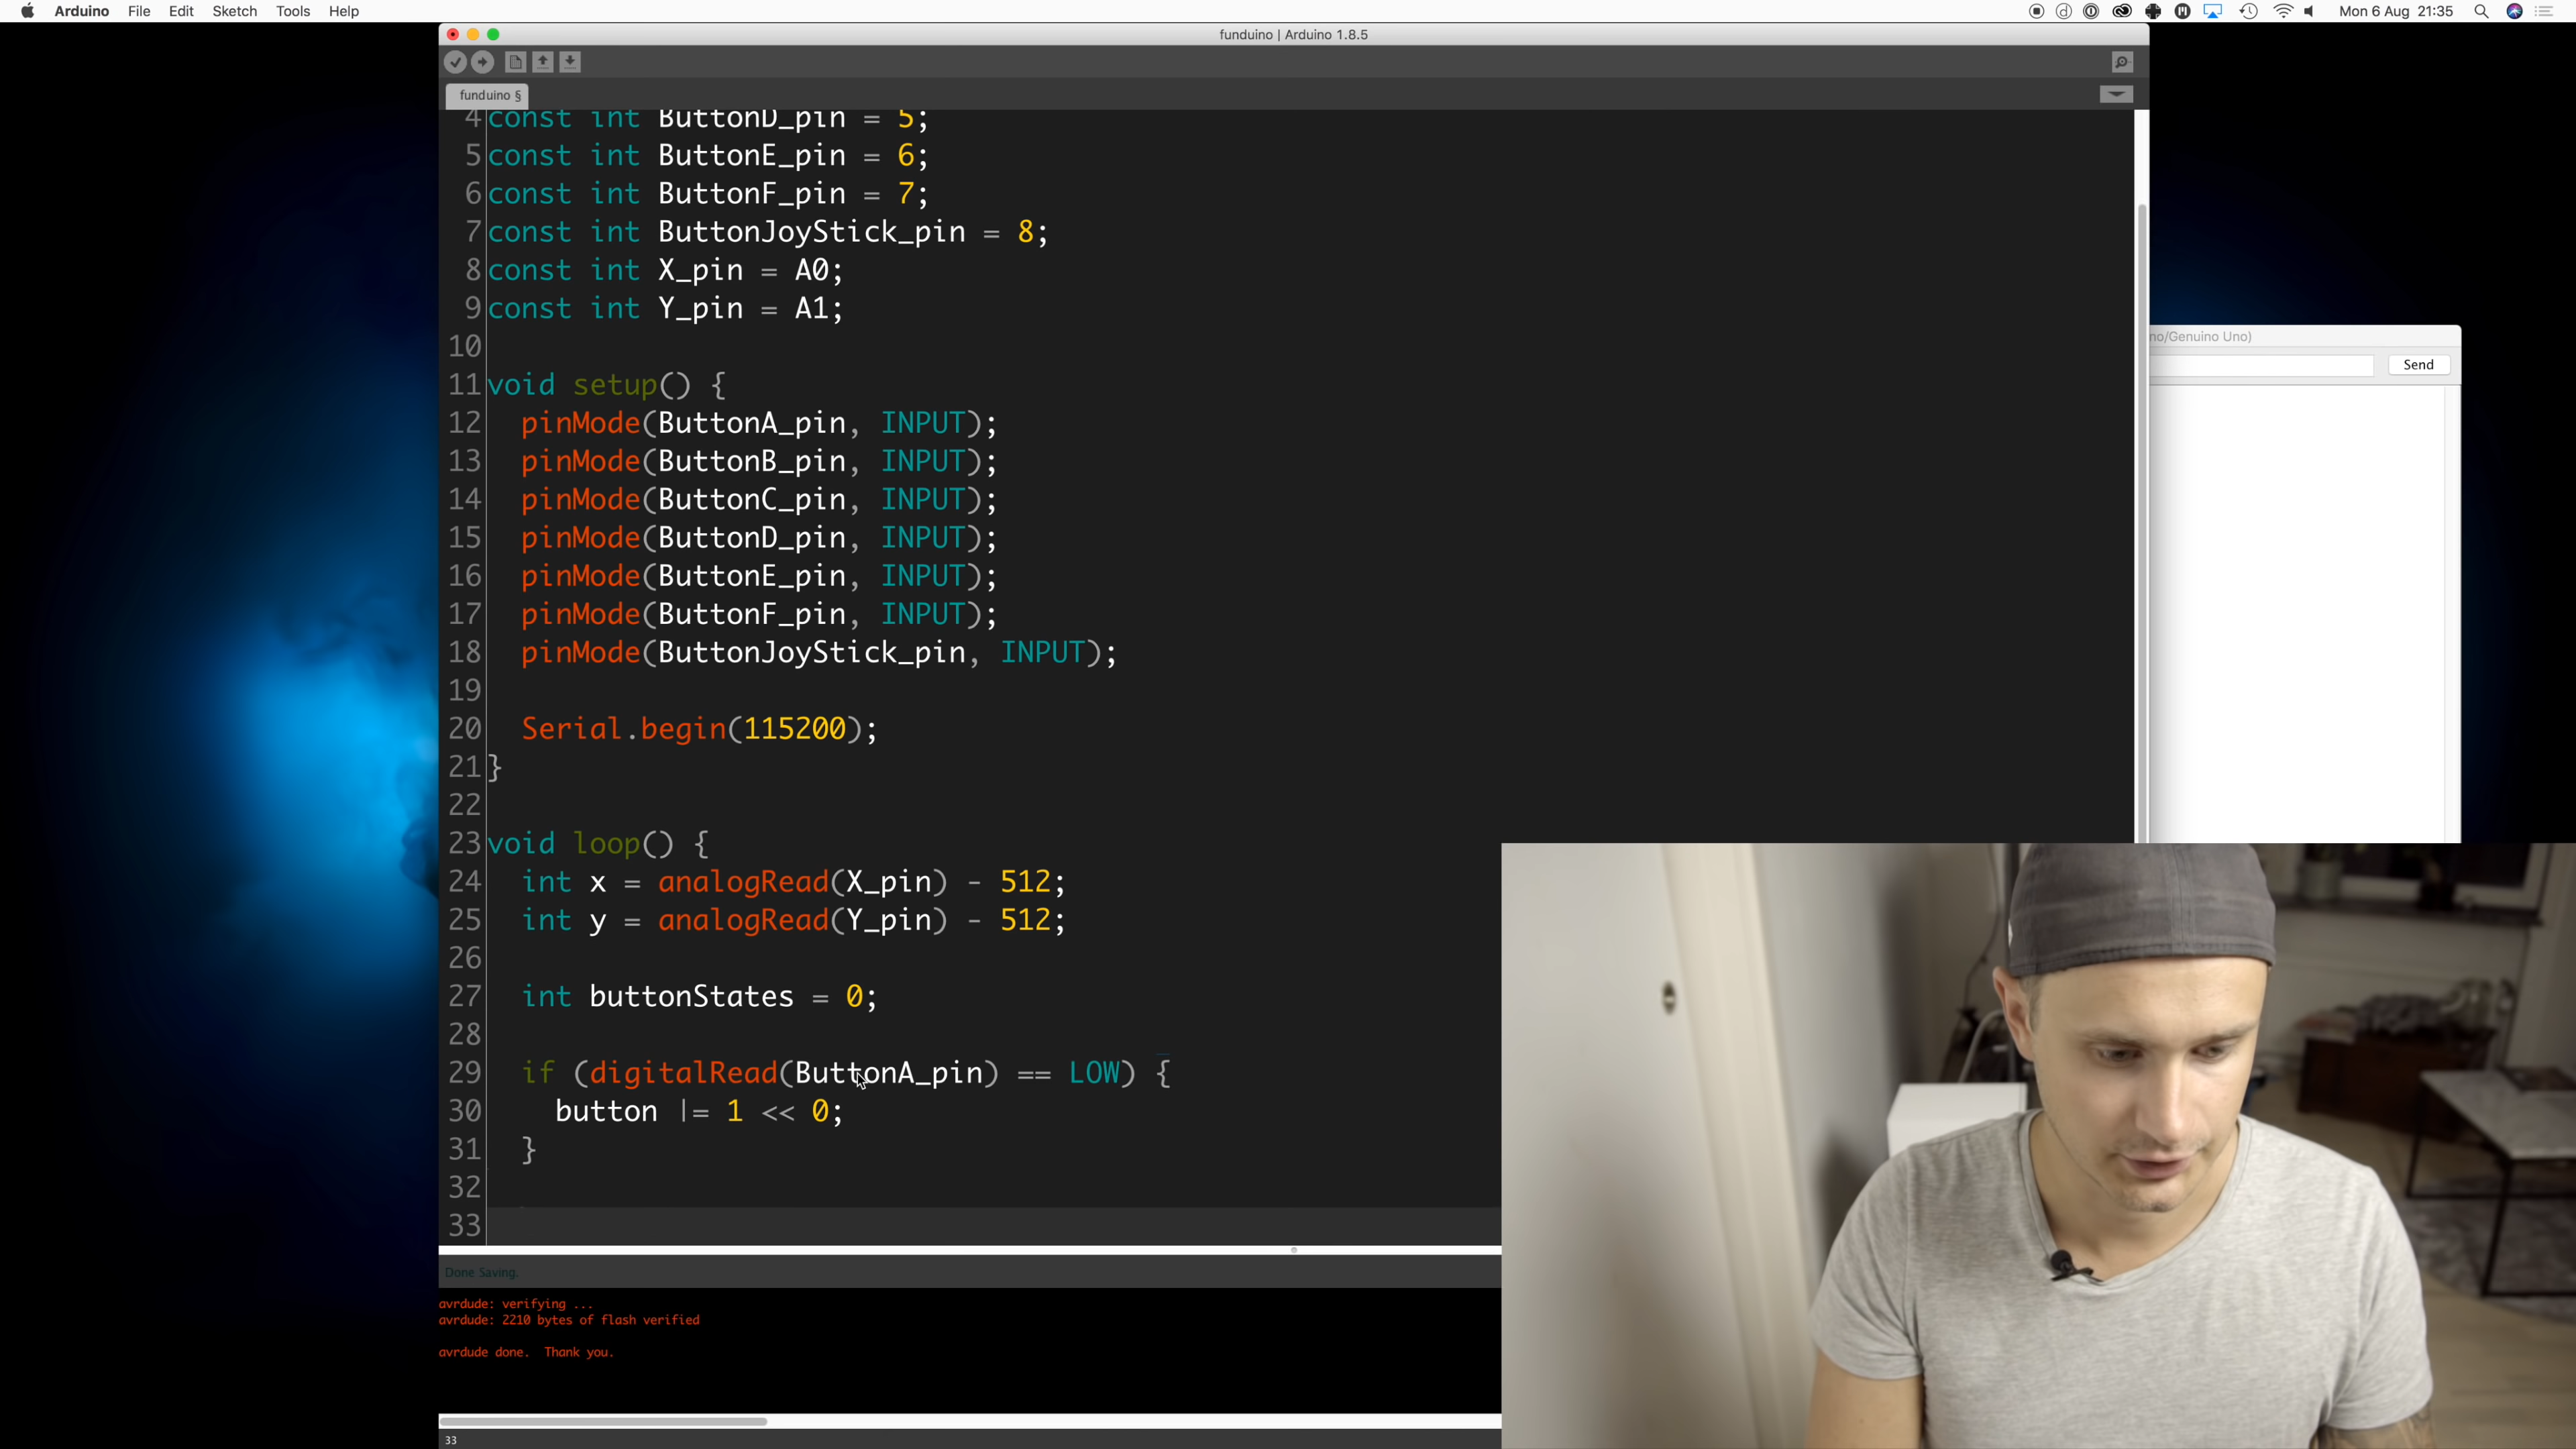 Arduino File Edit Sketch Tools Help
Mon 6 Aug 21:35
funduino | Arduino 1.8.5
funduino §
4 const int ButtonD_pin = 5;
5 const int ButtonE_pin = 6;
6 const int ButtonF_pin = 7;
7 const int ButtonJoyStick_pin = 8;
8 const int X_pin = A0;
9 const int Y_pin = A1;
10
11 void setup() {
12 pinMode(ButtonA_pin, INPUT);
13 pinMode(ButtonB_pin, INPUT);
14 pinMode(ButtonC_pin, INPUT);
15 pinMode(ButtonD_pin, INPUT);
16 pinMode(ButtonE_pin, INPUT);
17 pinMode(ButtonF_pin, INPUT);
18 pinMode(ButtonJoyStick_pin, INPUT);
19
20 Serial.begin(115200);
21 }
22
23 void loop() {
24 int x = analogRead(X_pin) - 512;
25 int y = analogRead(Y_pin) - 512;
26
27 int buttonStates = 0;
28
29 if (digitalRead(ButtonA_pin) == LOW) {
30 button |= 1 << 0;
31 }
32
33
no/Genuino Uno)
Send
Done Saving.
avrdude: verifying ...
avrdude: 2210 bytes of flash verified
avrdude done. Thank you.
33